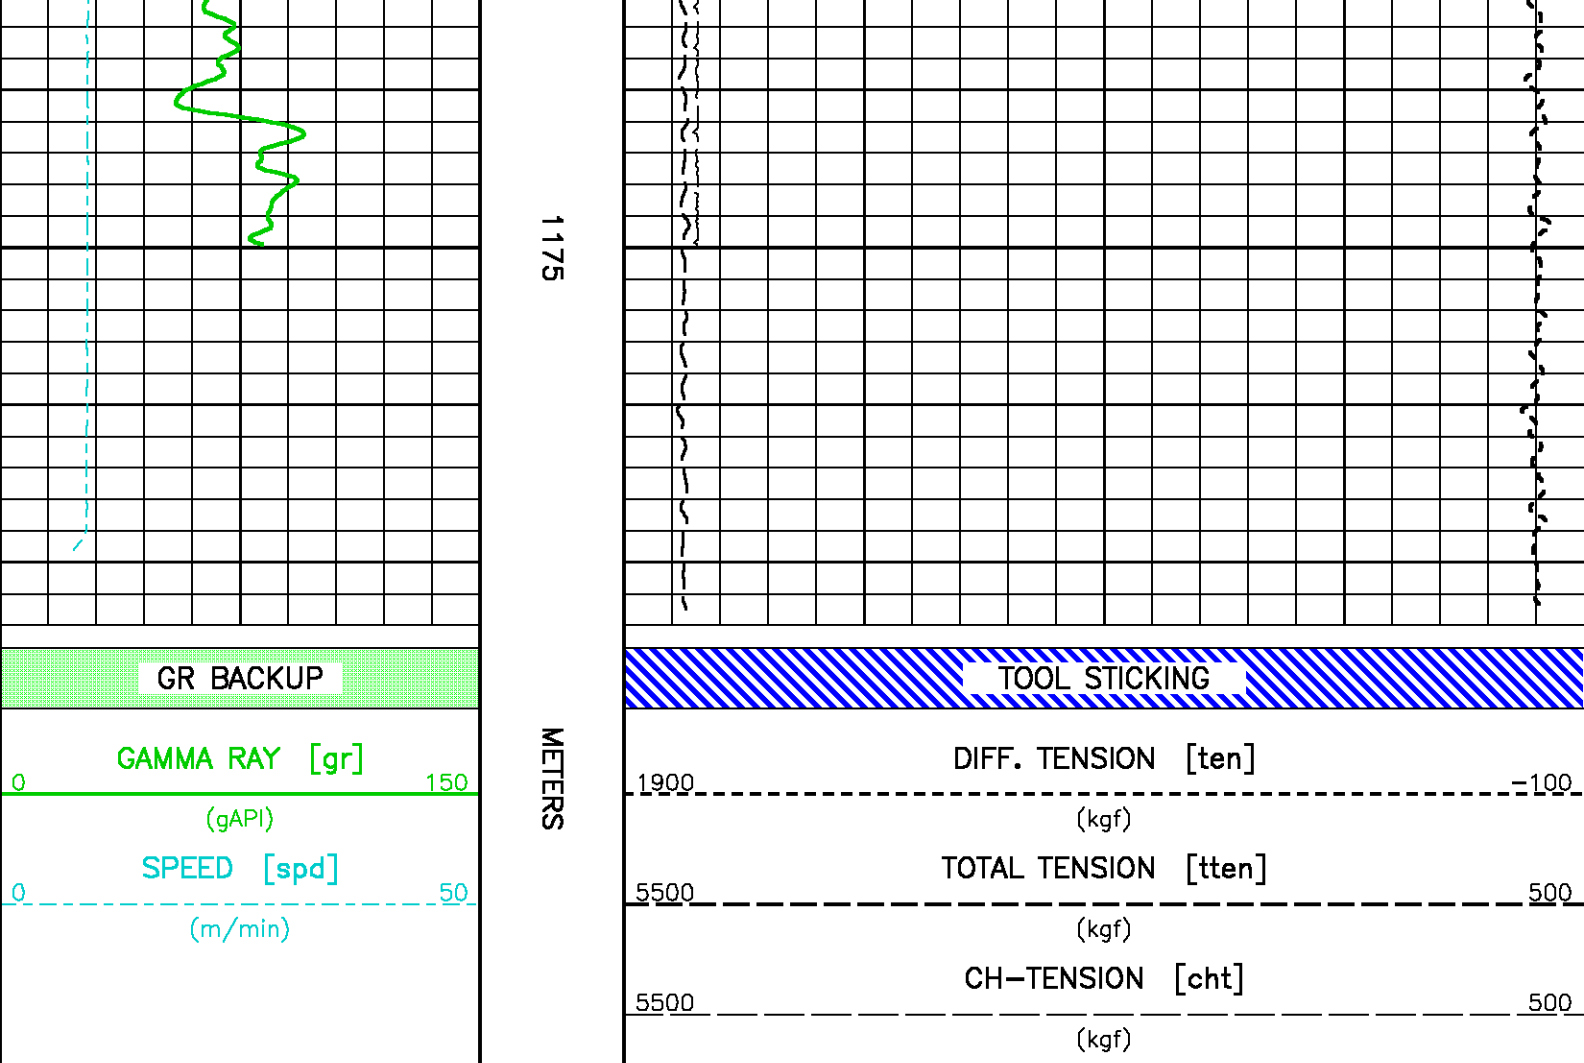 1175
METERS
GR BACKUP
GAMMA RAY [gr]
0 150
(gAPI)
SPEED [spd]
0 50
(m/min)
TOOL STICKING
DIFF. TENSION [ten]
1900 -100
(kgf)
TOTAL TENSION [tten]
5500 500
(kgf)
CH-TENSION [cht]
5500 500
(kgf)